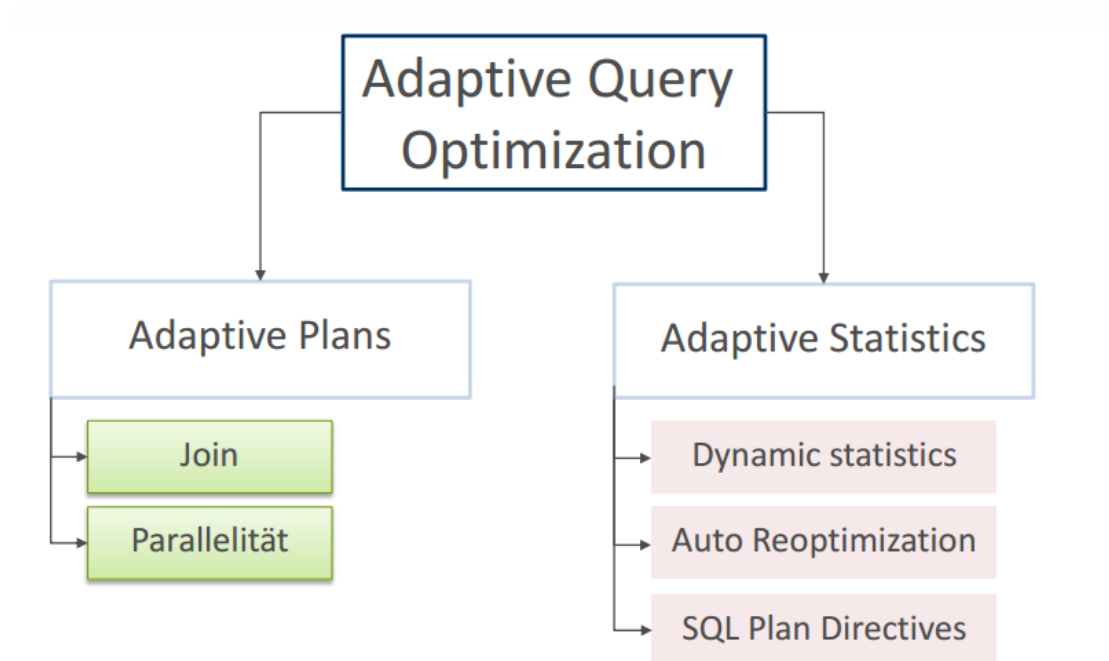 Adaptive Query
Optimization
Adaptive Plans
Join
Parallelität
Adaptive Statistics
Dynamic statistics
Auto Reoptimization
SQL Plan Directives